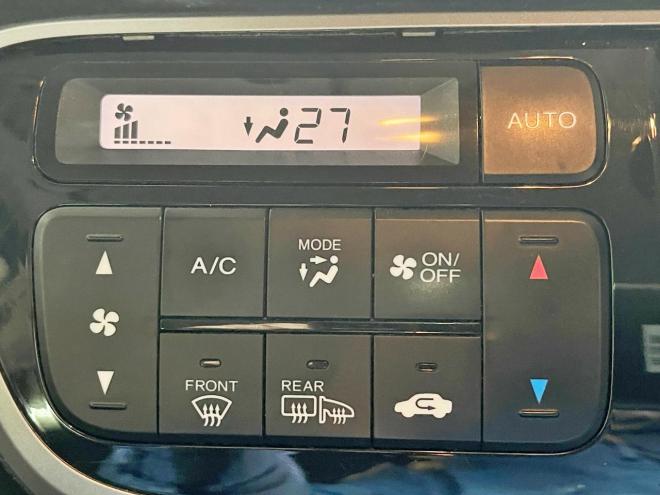 27
AUTO
A/C
MODE
ON/
OFF
FRONT
REAR